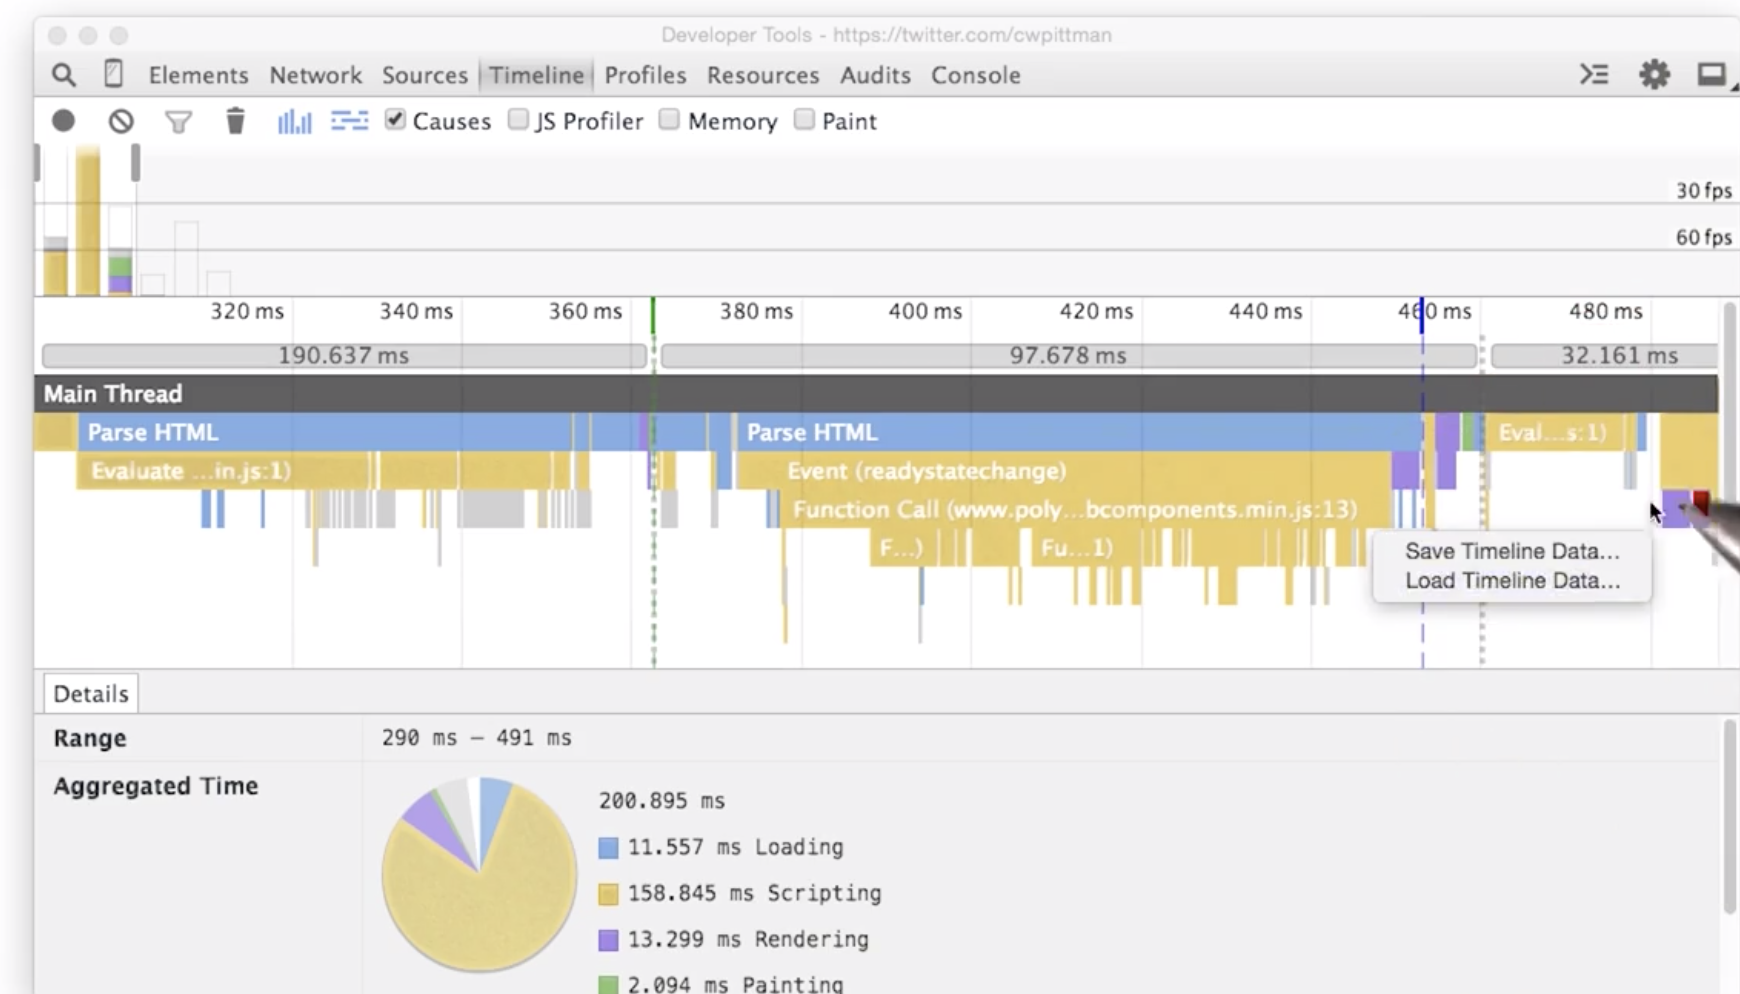 Developer Tools - https://twitter.com/cwpittman
Elements Network Sources Timeline Profiles Resources Audits Console
Causes JS Profiler Memory Paint
30 fps
60 fps
320 ms 340 ms 360 ms 380 ms 400 ms 420 ms 440 ms 460 ms 480 ms
190.637 ms 97.678 ms 32.161 ms
Main Thread
Parse HTML Parse HTML Eval...s:1)
Evaluate ...in.js:1) Event (readystatechange)
Function Call (www.poly...bcomponents.min.js:13)
F...) Fu...1)
Save Timeline Data...
Load Timeline Data...
Details
Range 290 ms – 491 ms
Aggregated Time
200.895 ms
11.557 ms Loading
158.845 ms Scripting
13.299 ms Rendering
2.094 ms Painting